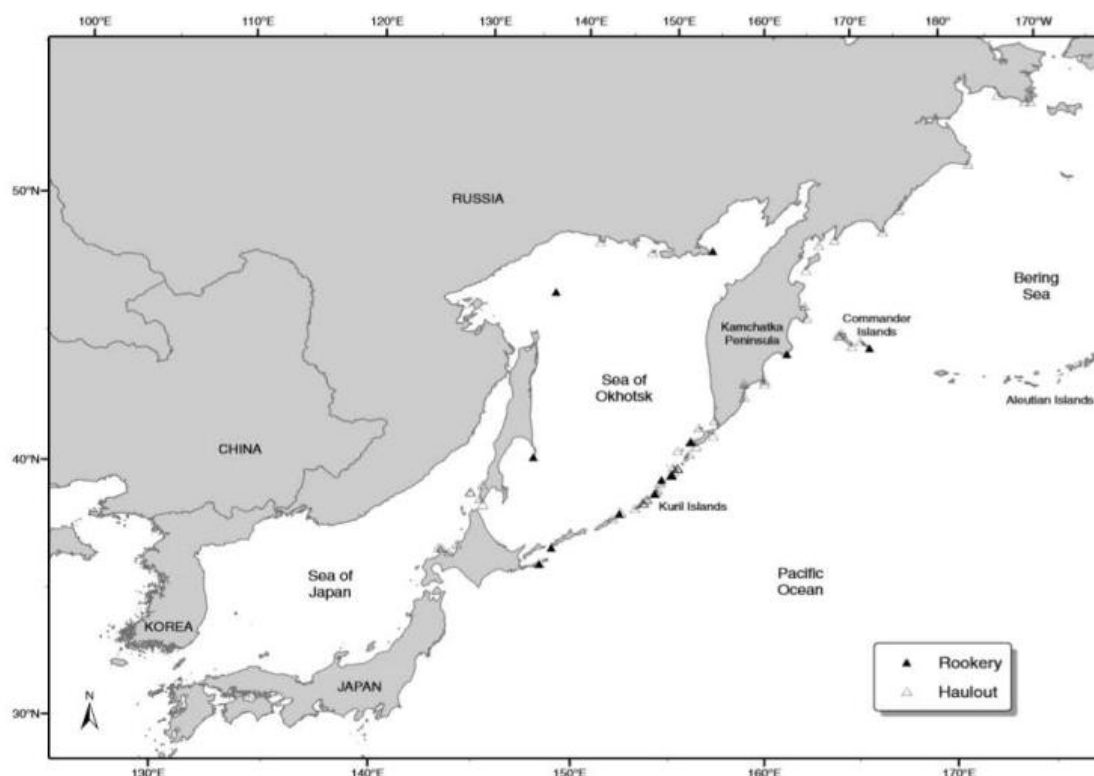 100°E 110°E 120°E 130°E 140°E 150°E 160°E 170°E 180° 170°W
50°N
RUSSIA
Bering
Sea
Commander
Islands
Kamchatka
Peninsula
Sea of
Okhotsk
Aleutian Islands
CHINA
40°N
Kuril Islands
Sea of
Japan
Pacific
Ocean
KOREA
Rookery
Haulout
JAPAN
N
30°N
130°E 140°E 150°E 160°E 170°E